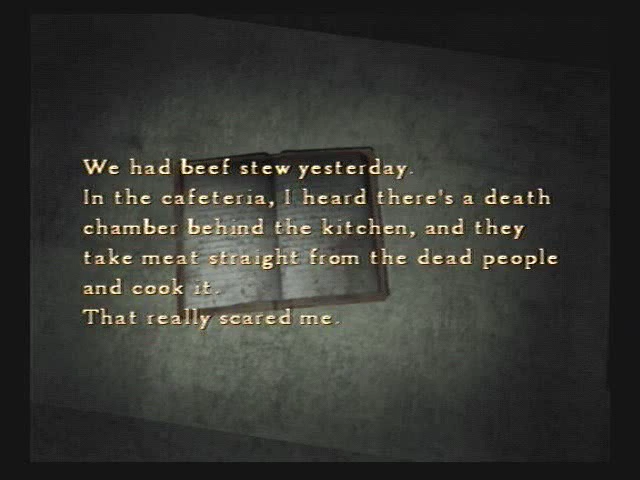 We had beef stew yesterday.
In the cafeteria, I heard there's a death
chamber behind the kitchen, and they
take meat straight from the dead people
and cook it.
That really scared me.